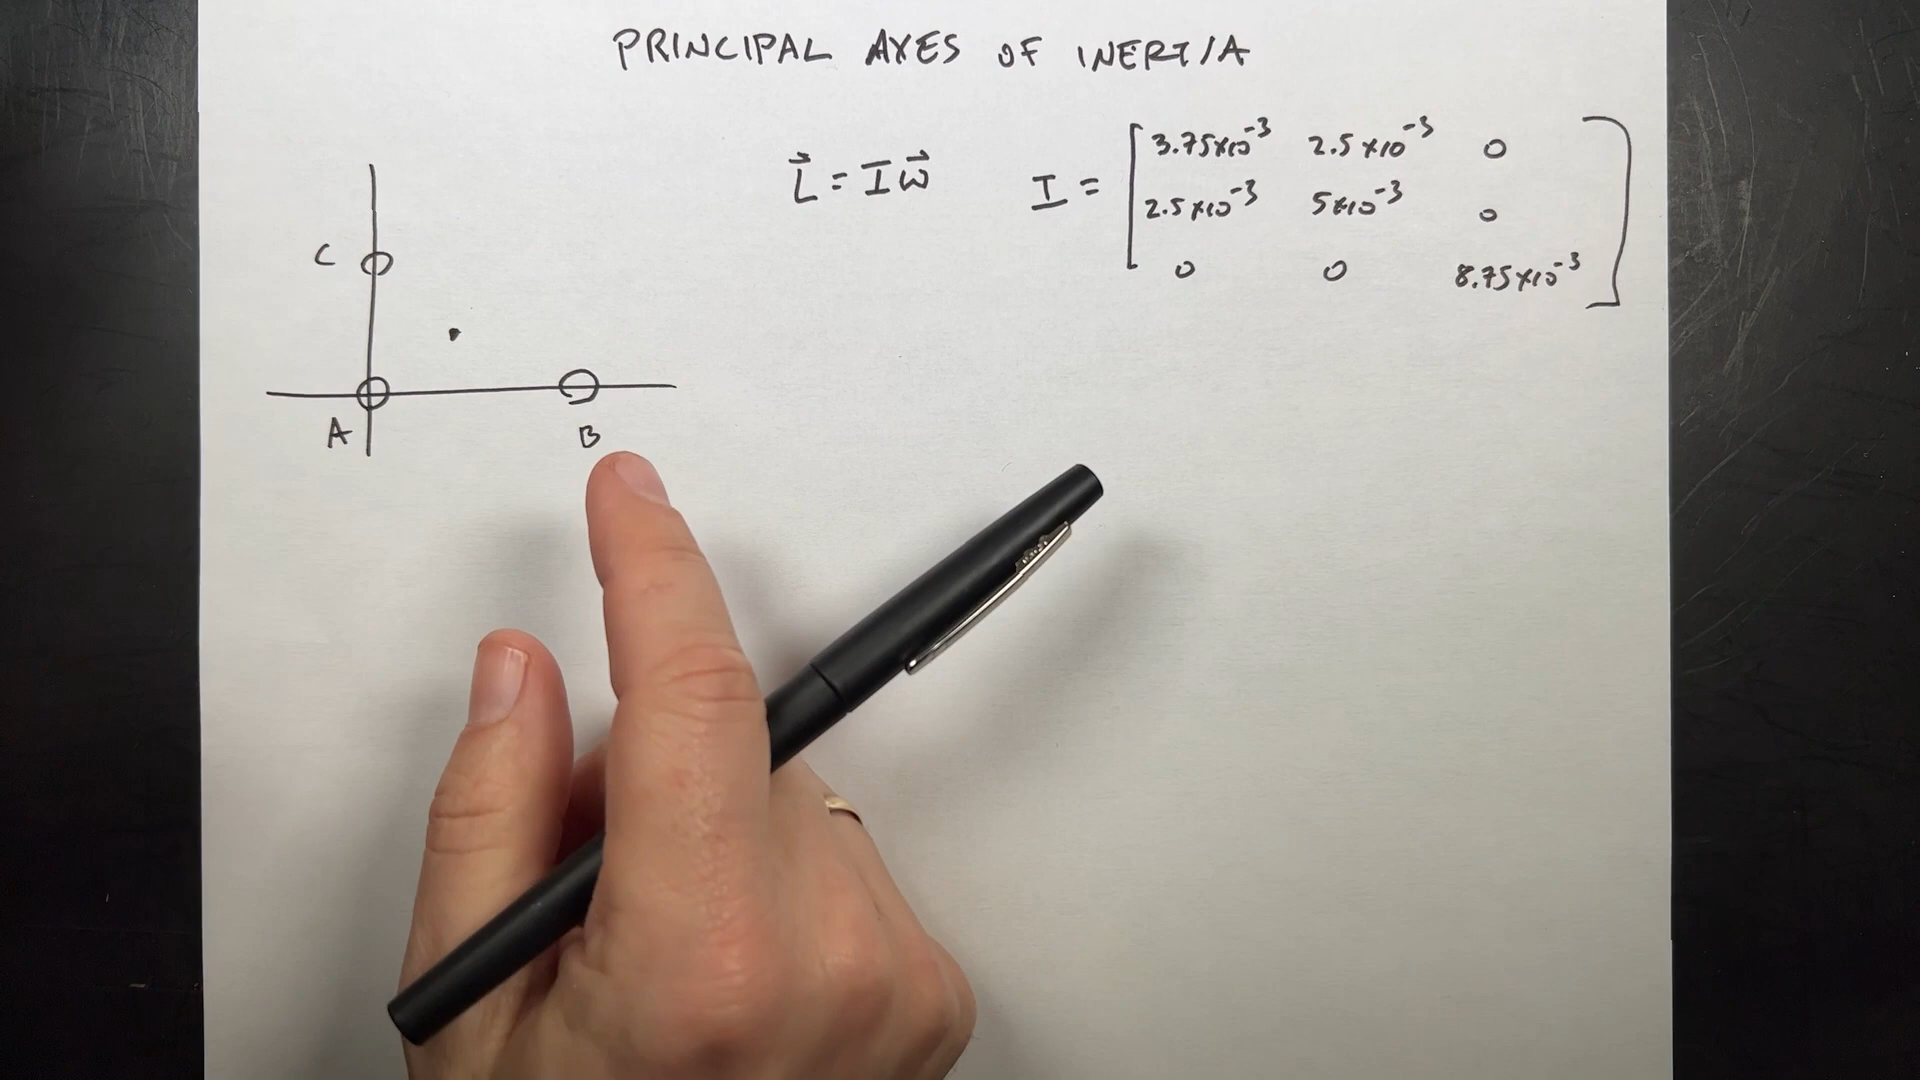 PRINCIPAL AXES OF INERTIA
L⃗ = Iω⃗
I = [ 3.75×10⁻³ 2.5×10⁻³ 0
2.5×10⁻³ 5×10⁻³ 0
0 0 8.75×10⁻³ ]
C
A
B